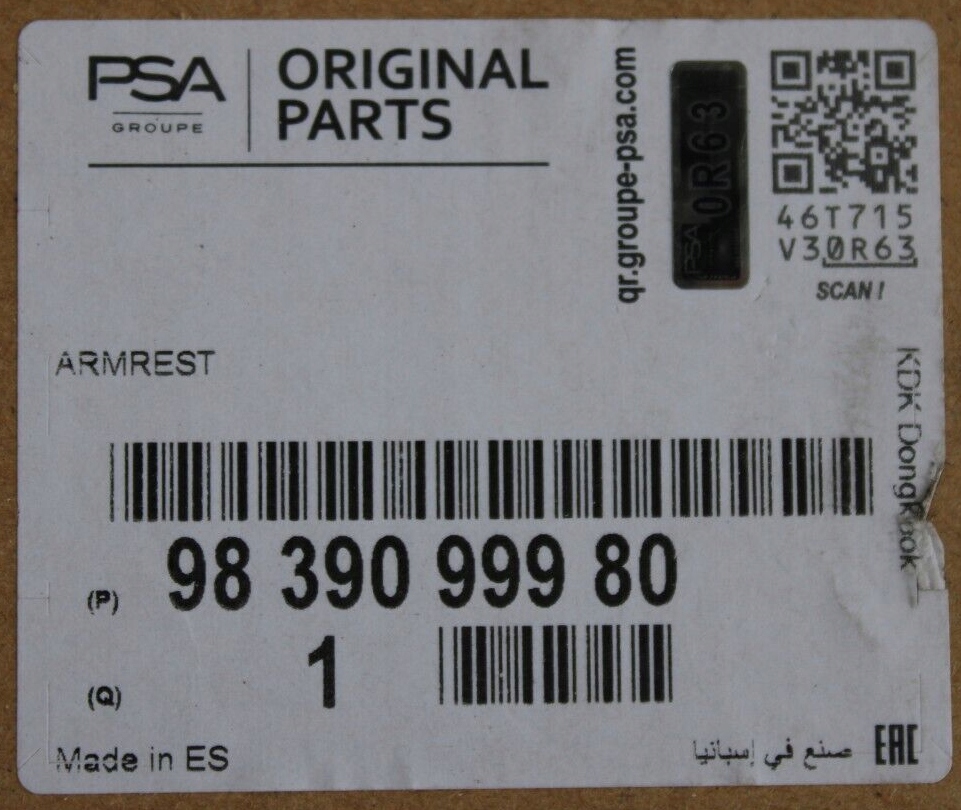 PSA
GROUPE
ORIGINAL
PARTS
qr.groupe-psa.com
PSA 0R63
46T715
V30R63
SCAN!
ARMREST
KDK DongKook
(P) 98 390 999 80
(Q) 1
Made in ES
صنع في إسبانيا
EAC